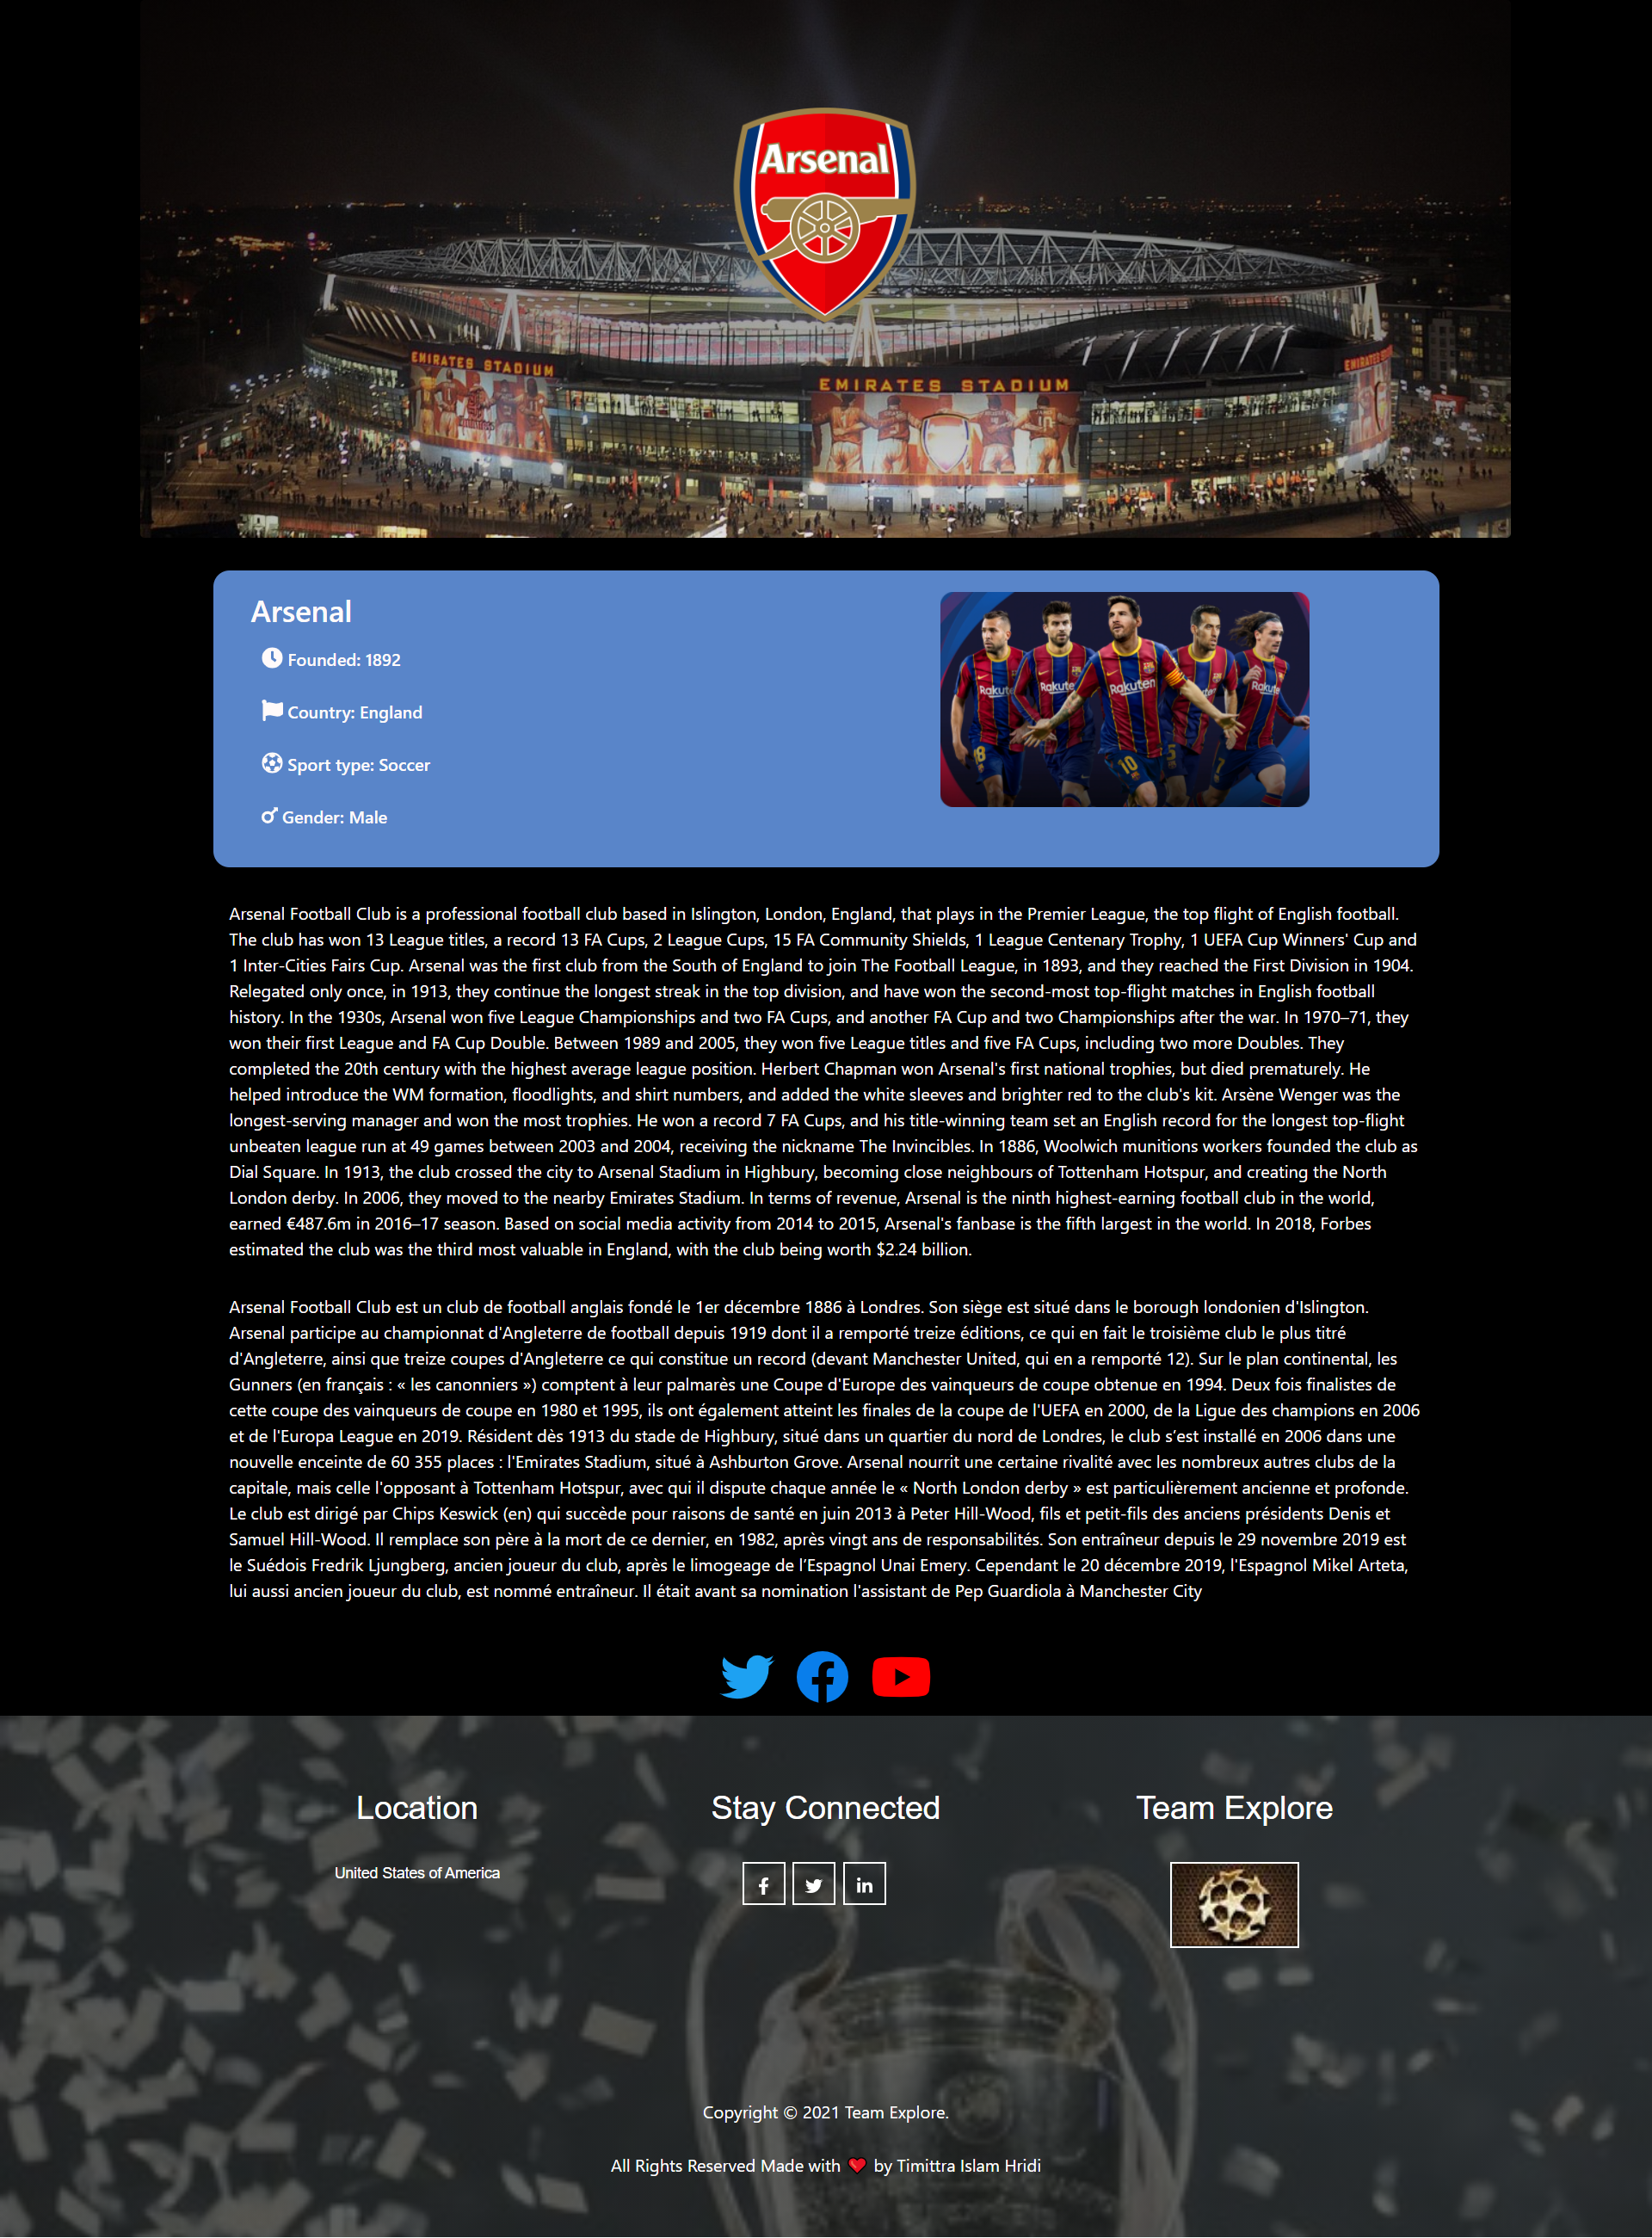 Arsenal
EMIRATES STADIUM
EMIRATES STADIUM
Arsenal
Founded: 1892
Country: England
Sport type: Soccer
Gender: Male
Rakuten
Rakuten
Rakuten
18
10
5
7
Arsenal Football Club is a professional football club based in Islington, London, England, that plays in the Premier League, the top flight of English football.
The club has won 13 League titles, a record 13 FA Cups, 2 League Cups, 15 FA Community Shields, 1 League Centenary Trophy, 1 UEFA Cup Winners' Cup and
1 Inter-Cities Fairs Cup. Arsenal was the first club from the South of England to join The Football League, in 1893, and they reached the First Division in 1904.
Relegated only once, in 1913, they continue the longest streak in the top division, and have won the second-most top-flight matches in English football
history. In the 1930s, Arsenal won five League Championships and two FA Cups, and another FA Cup and two Championships after the war. In 1970–71, they
won their first League and FA Cup Double. Between 1989 and 2005, they won five League titles and five FA Cups, including two more Doubles. They
completed the 20th century with the highest average league position. Herbert Chapman won Arsenal's first national trophies, but died prematurely. He
helped introduce the WM formation, floodlights, and shirt numbers, and added the white sleeves and brighter red to the club's kit. Arsène Wenger was the
longest-serving manager and won the most trophies. He won a record 7 FA Cups, and his title-winning team set an English record for the longest top-flight
unbeaten league run at 49 games between 2003 and 2004, receiving the nickname The Invincibles. In 1886, Woolwich munitions workers founded the club as
Dial Square. In 1913, the club crossed the city to Arsenal Stadium in Highbury, becoming close neighbours of Tottenham Hotspur, and creating the North
London derby. In 2006, they moved to the nearby Emirates Stadium. In terms of revenue, Arsenal is the ninth highest-earning football club in the world,
earned €487.6m in 2016–17 season. Based on social media activity from 2014 to 2015, Arsenal's fanbase is the fifth largest in the world. In 2018, Forbes
estimated the club was the third most valuable in England, with the club being worth $2.24 billion.
Arsenal Football Club est un club de football anglais fondé le 1er décembre 1886 à Londres. Son siège est situé dans le borough londonien d'Islington.
Arsenal participe au championnat d'Angleterre de football depuis 1919 dont il a remporté treize éditions, ce qui en fait le troisième club le plus titré
d'Angleterre, ainsi que treize coupes d'Angleterre ce qui constitue un record (devant Manchester United, qui en a remporté 12). Sur le plan continental, les
Gunners (en français : « les canonniers ») comptent à leur palmarès une Coupe d'Europe des vainqueurs de coupe obtenue en 1994. Deux fois finalistes de
cette coupe des vainqueurs de coupe en 1980 et 1995, ils ont également atteint les finales de la coupe de l'UEFA en 2000, de la Ligue des champions en 2006
et de l'Europa League en 2019. Résident dès 1913 du stade de Highbury, situé dans un quartier du nord de Londres, le club s’est installé en 2006 dans une
nouvelle enceinte de 60 355 places : l'Emirates Stadium, situé à Ashburton Grove. Arsenal nourrit une certaine rivalité avec les nombreux autres clubs de la
capitale, mais celle l'opposant à Tottenham Hotspur, avec qui il dispute chaque année le « North London derby » est particulièrement ancienne et profonde.
Le club est dirigé par Chips Keswick (en) qui succède pour raisons de santé en juin 2013 à Peter Hill-Wood, fils et petit-fils des anciens présidents Denis et
Samuel Hill-Wood. Il remplace son père à la mort de ce dernier, en 1982, après vingt ans de responsabilités. Son entraîneur depuis le 29 novembre 2019 est
le Suédois Fredrik Ljungberg, ancien joueur du club, après le limogeage de l’Espagnol Unai Emery. Cependant le 20 décembre 2019, l'Espagnol Mikel Arteta,
lui aussi ancien joueur du club, est nommé entraîneur. Il était avant sa nomination l'assistant de Pep Guardiola à Manchester City
Location
Stay Connected
Team Explore
United States of America
Copyright © 2021 Team Explore.
All Rights Reserved Made with ❤ by Timittra Islam Hridi